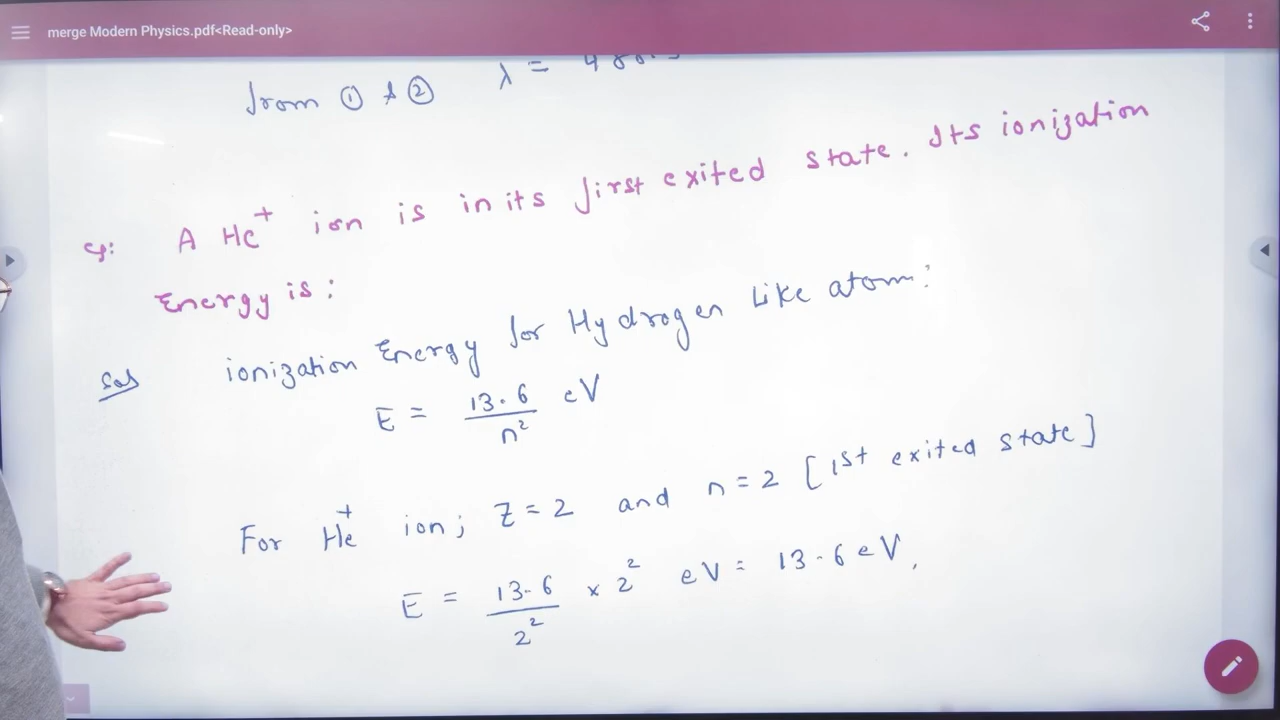 merge Modern Physics.pdf<Read-only>
from ① & ② λ =
Q: A He⁺ ion is in its first exited state. Its ionization
Energy is:
Sol ionization Energy for Hydrogen Like atom:
E = 13.6/n² eV
For He⁺ ion; Z = 2 and n = 2 [1st exited state]
E = 13.6/2² × 2² eV = 13.6 eV,